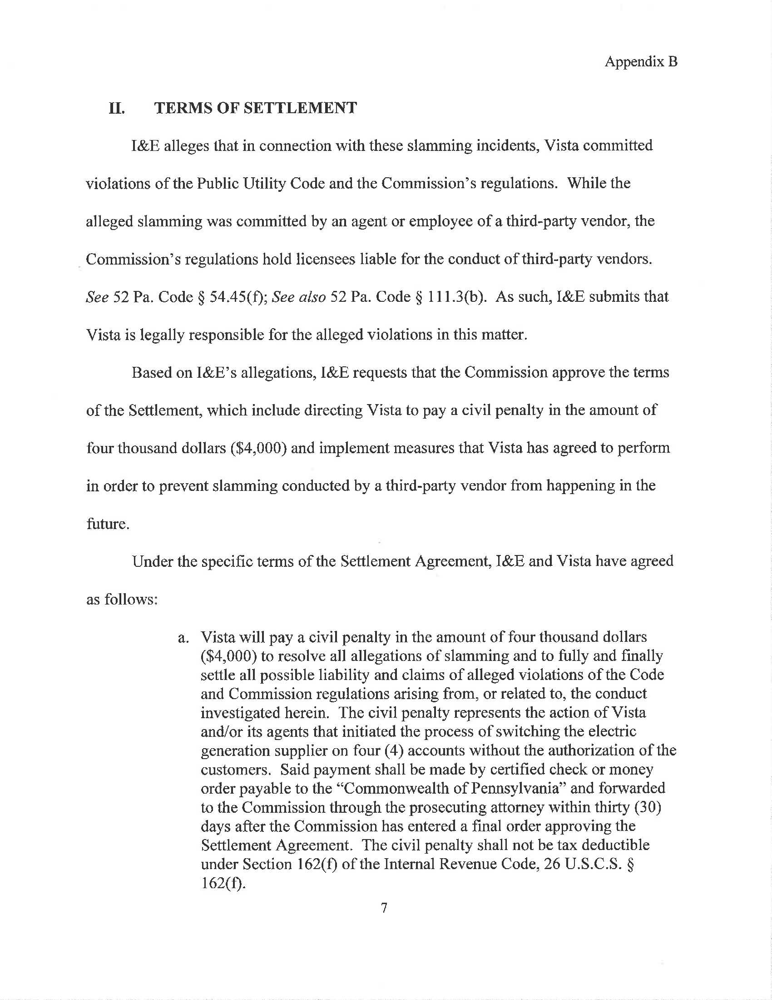 Appendix B
II. TERMS OF SETTLEMENT
I&E alleges that in connection with these slamming incidents, Vista committed
violations of the Public Utility Code and the Commission’s regulations. While the
alleged slamming was committed by an agent or employee of a third-party vendor, the
Commission’s regulations hold licensees liable for the conduct of third-party vendors.
See 52 Pa. Code § 54.45(f); See also 52 Pa. Code § 111.3(b). As such, I&E submits that
Vista is legally responsible for the alleged violations in this matter.
Based on I&E’s allegations, I&E requests that the Commission approve the terms
of the Settlement, which include directing Vista to pay a civil penalty in the amount of
four thousand dollars ($4,000) and implement measures that Vista has agreed to perform
in order to prevent slamming conducted by a third-party vendor from happening in the
future.
Under the specific terms of the Settlement Agreement, I&E and Vista have agreed
as follows:
a. Vista will pay a civil penalty in the amount of four thousand dollars
($4,000) to resolve all allegations of slamming and to fully and finally
settle all possible liability and claims of alleged violations of the Code
and Commission regulations arising from, or related to, the conduct
investigated herein. The civil penalty represents the action of Vista
and/or its agents that initiated the process of switching the electric
generation supplier on four (4) accounts without the authorization of the
customers. Said payment shall be made by certified check or money
order payable to the “Commonwealth of Pennsylvania” and forwarded
to the Commission through the prosecuting attorney within thirty (30)
days after the Commission has entered a final order approving the
Settlement Agreement. The civil penalty shall not be tax deductible
under Section 162(f) of the Internal Revenue Code, 26 U.S.C.S. §
162(f).
7